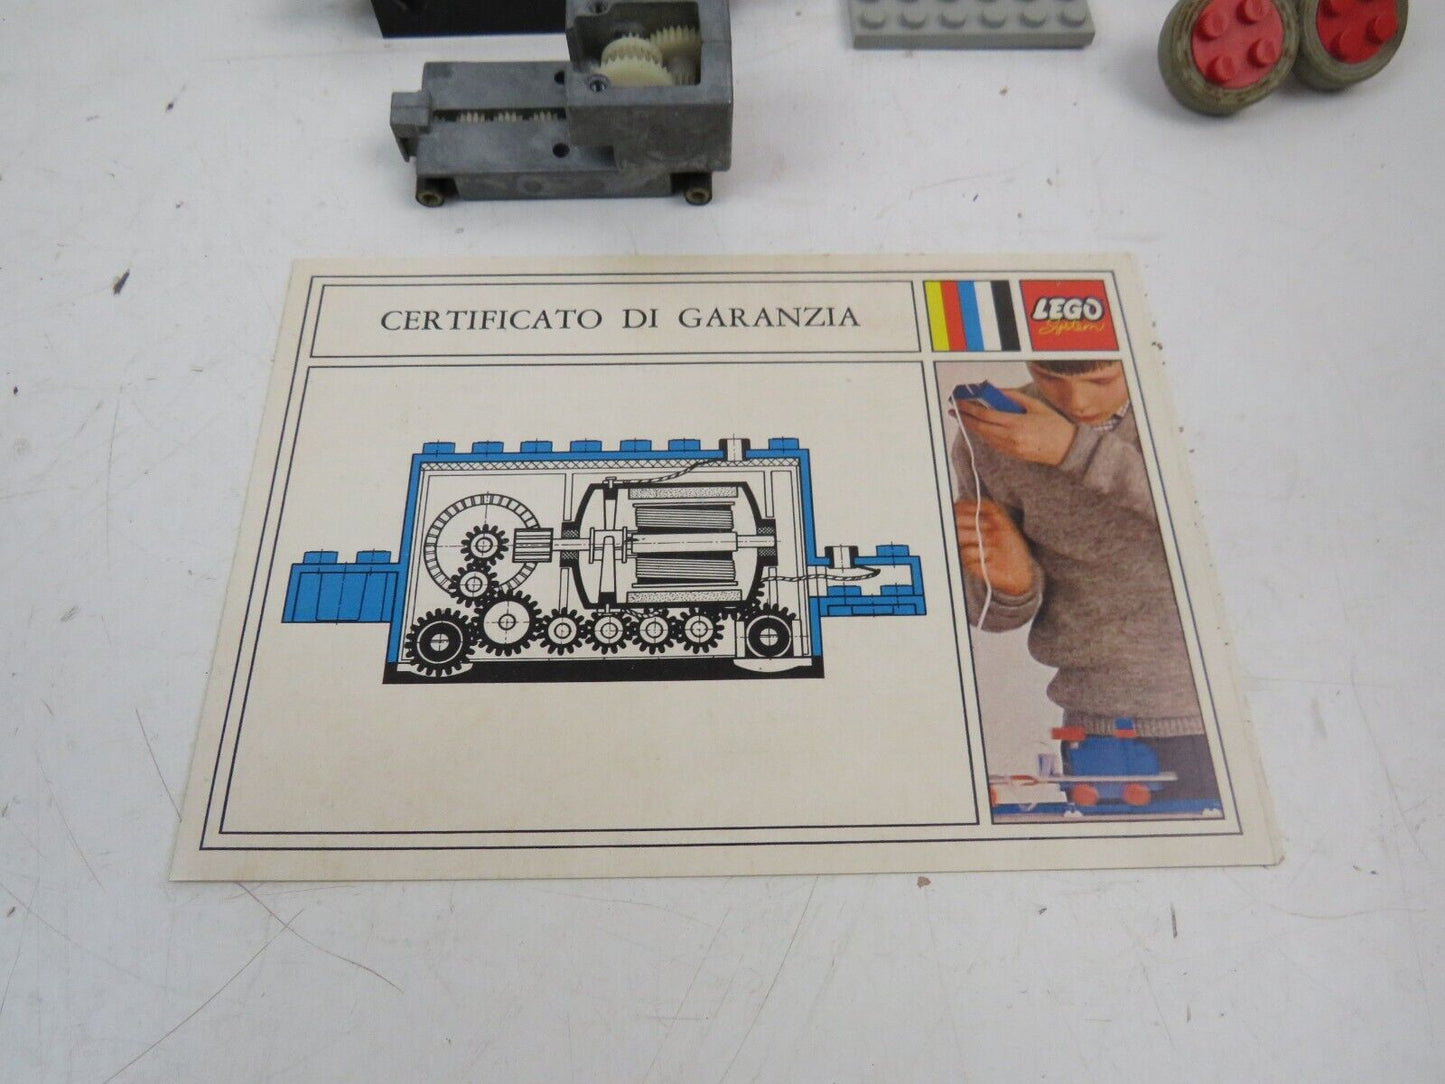 CERTIFICATO DI GARANZIA
LEGO
System